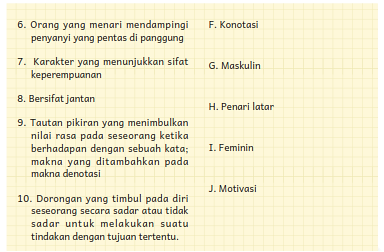 6. Orang yang menari mendampingi
penyanyi yang pentas di panggung
F. Konotasi
7. Karakter yang menunjukkan sifat
keperempuanan
G. Maskulin
8. Bersifat jantan
H. Penari latar
9. Tautan pikiran yang menimbulkan
nilai rasa pada seseorang ketika
berhadapan dengan sebuah kata;
makna yang ditambahkan pada
makna denotasi
I. Feminin
10. Dorongan yang timbul pada diri
seseorang secara sadar atau tidak
sadar untuk melakukan suatu
tindakan dengan tujuan tertentu.
J. Motivasi